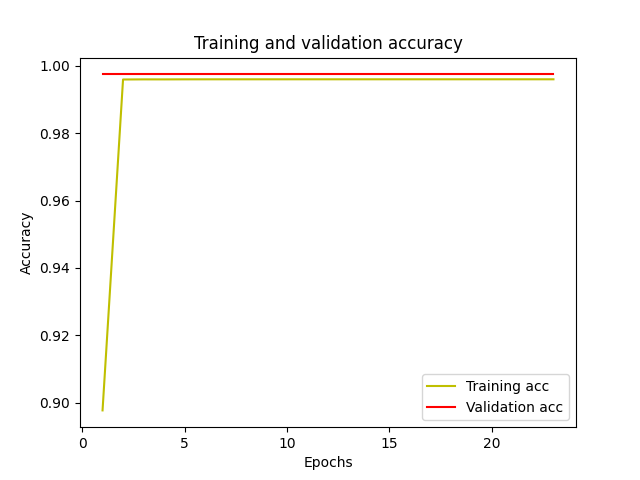 Training and validation accuracy
1.00
0.98
0.96
0.94
0.92
0.90
Accuracy
Training acc
Validation acc
0 5 10 15 20
Epochs